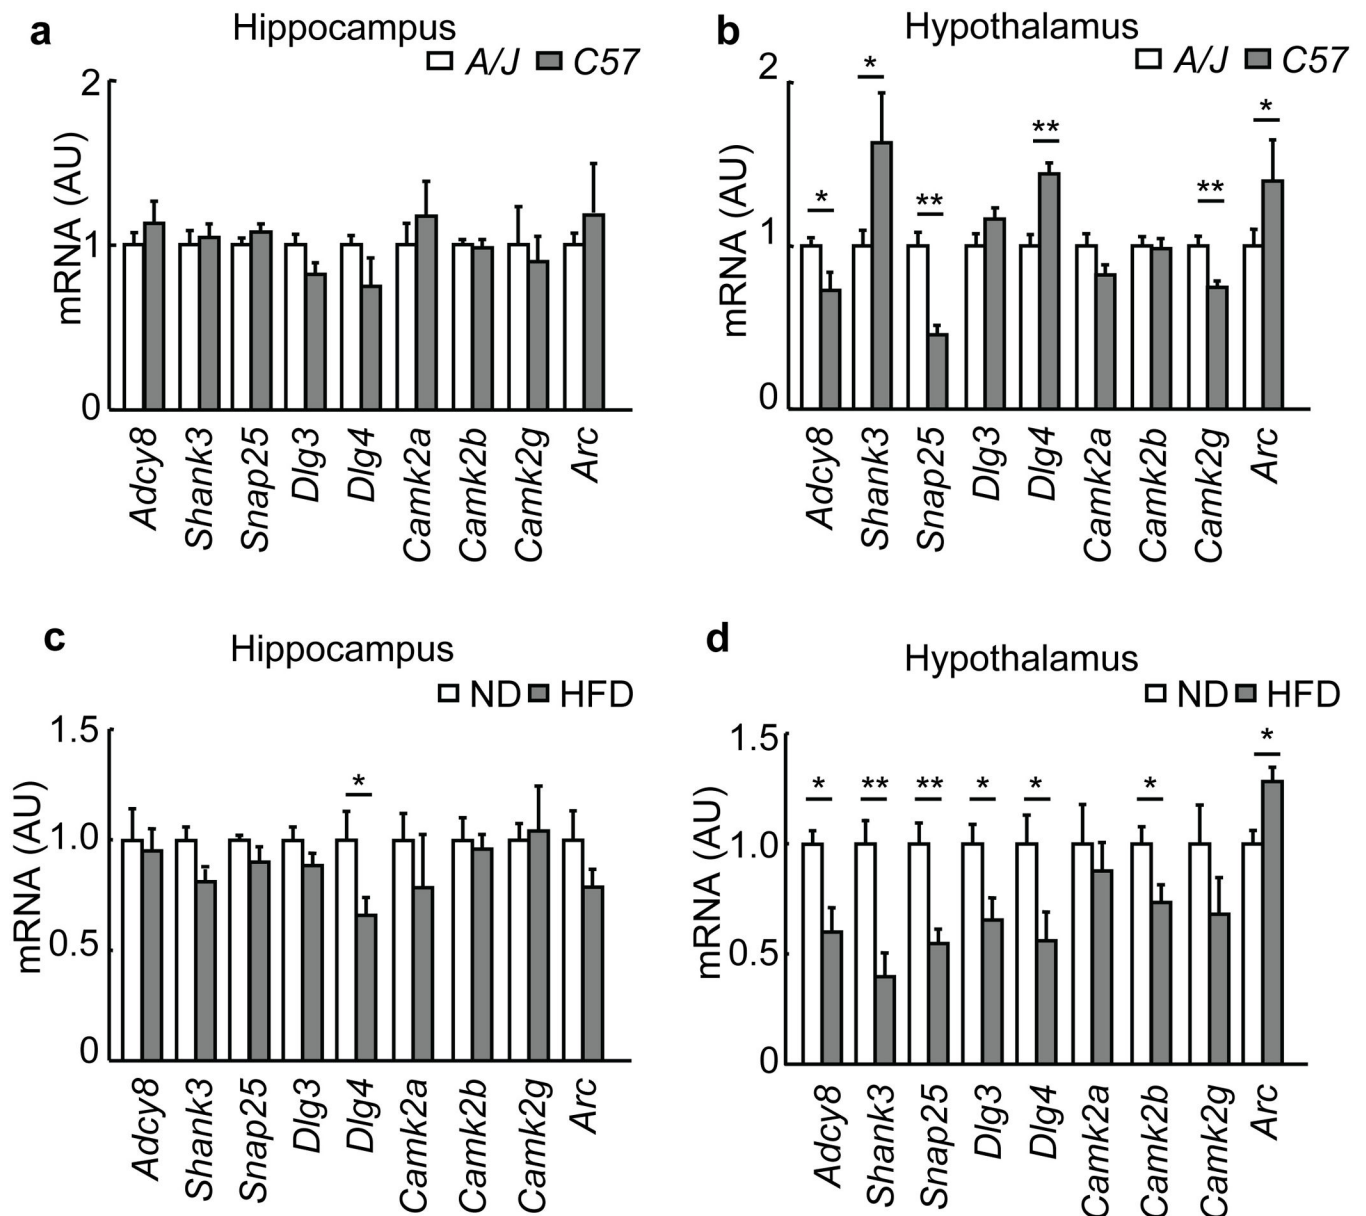 a
Hippocampus
A/J C57
mRNA (AU)
2
1
0
Adcy8
Shank3
Snap25
Dlg3
Dlg4
Camk2a
Camk2b
Camk2g
Arc
b
Hypothalamus
A/J C57
mRNA (AU)
2
1
0
*
*
**
**
**
*
Adcy8
Shank3
Snap25
Dlg3
Dlg4
Camk2a
Camk2b
Camk2g
Arc
c
Hippocampus
ND HFD
mRNA (AU)
1.5
1.0
0.5
0
*
Adcy8
Shank3
Snap25
Dlg3
Dlg4
Camk2a
Camk2b
Camk2g
Arc
d
Hypothalamus
ND HFD
mRNA (AU)
1.5
1.0
0.5
0
*
**
**
*
*
*
*
Adcy8
Shank3
Snap25
Dlg3
Dlg4
Camk2a
Camk2b
Camk2g
Arc